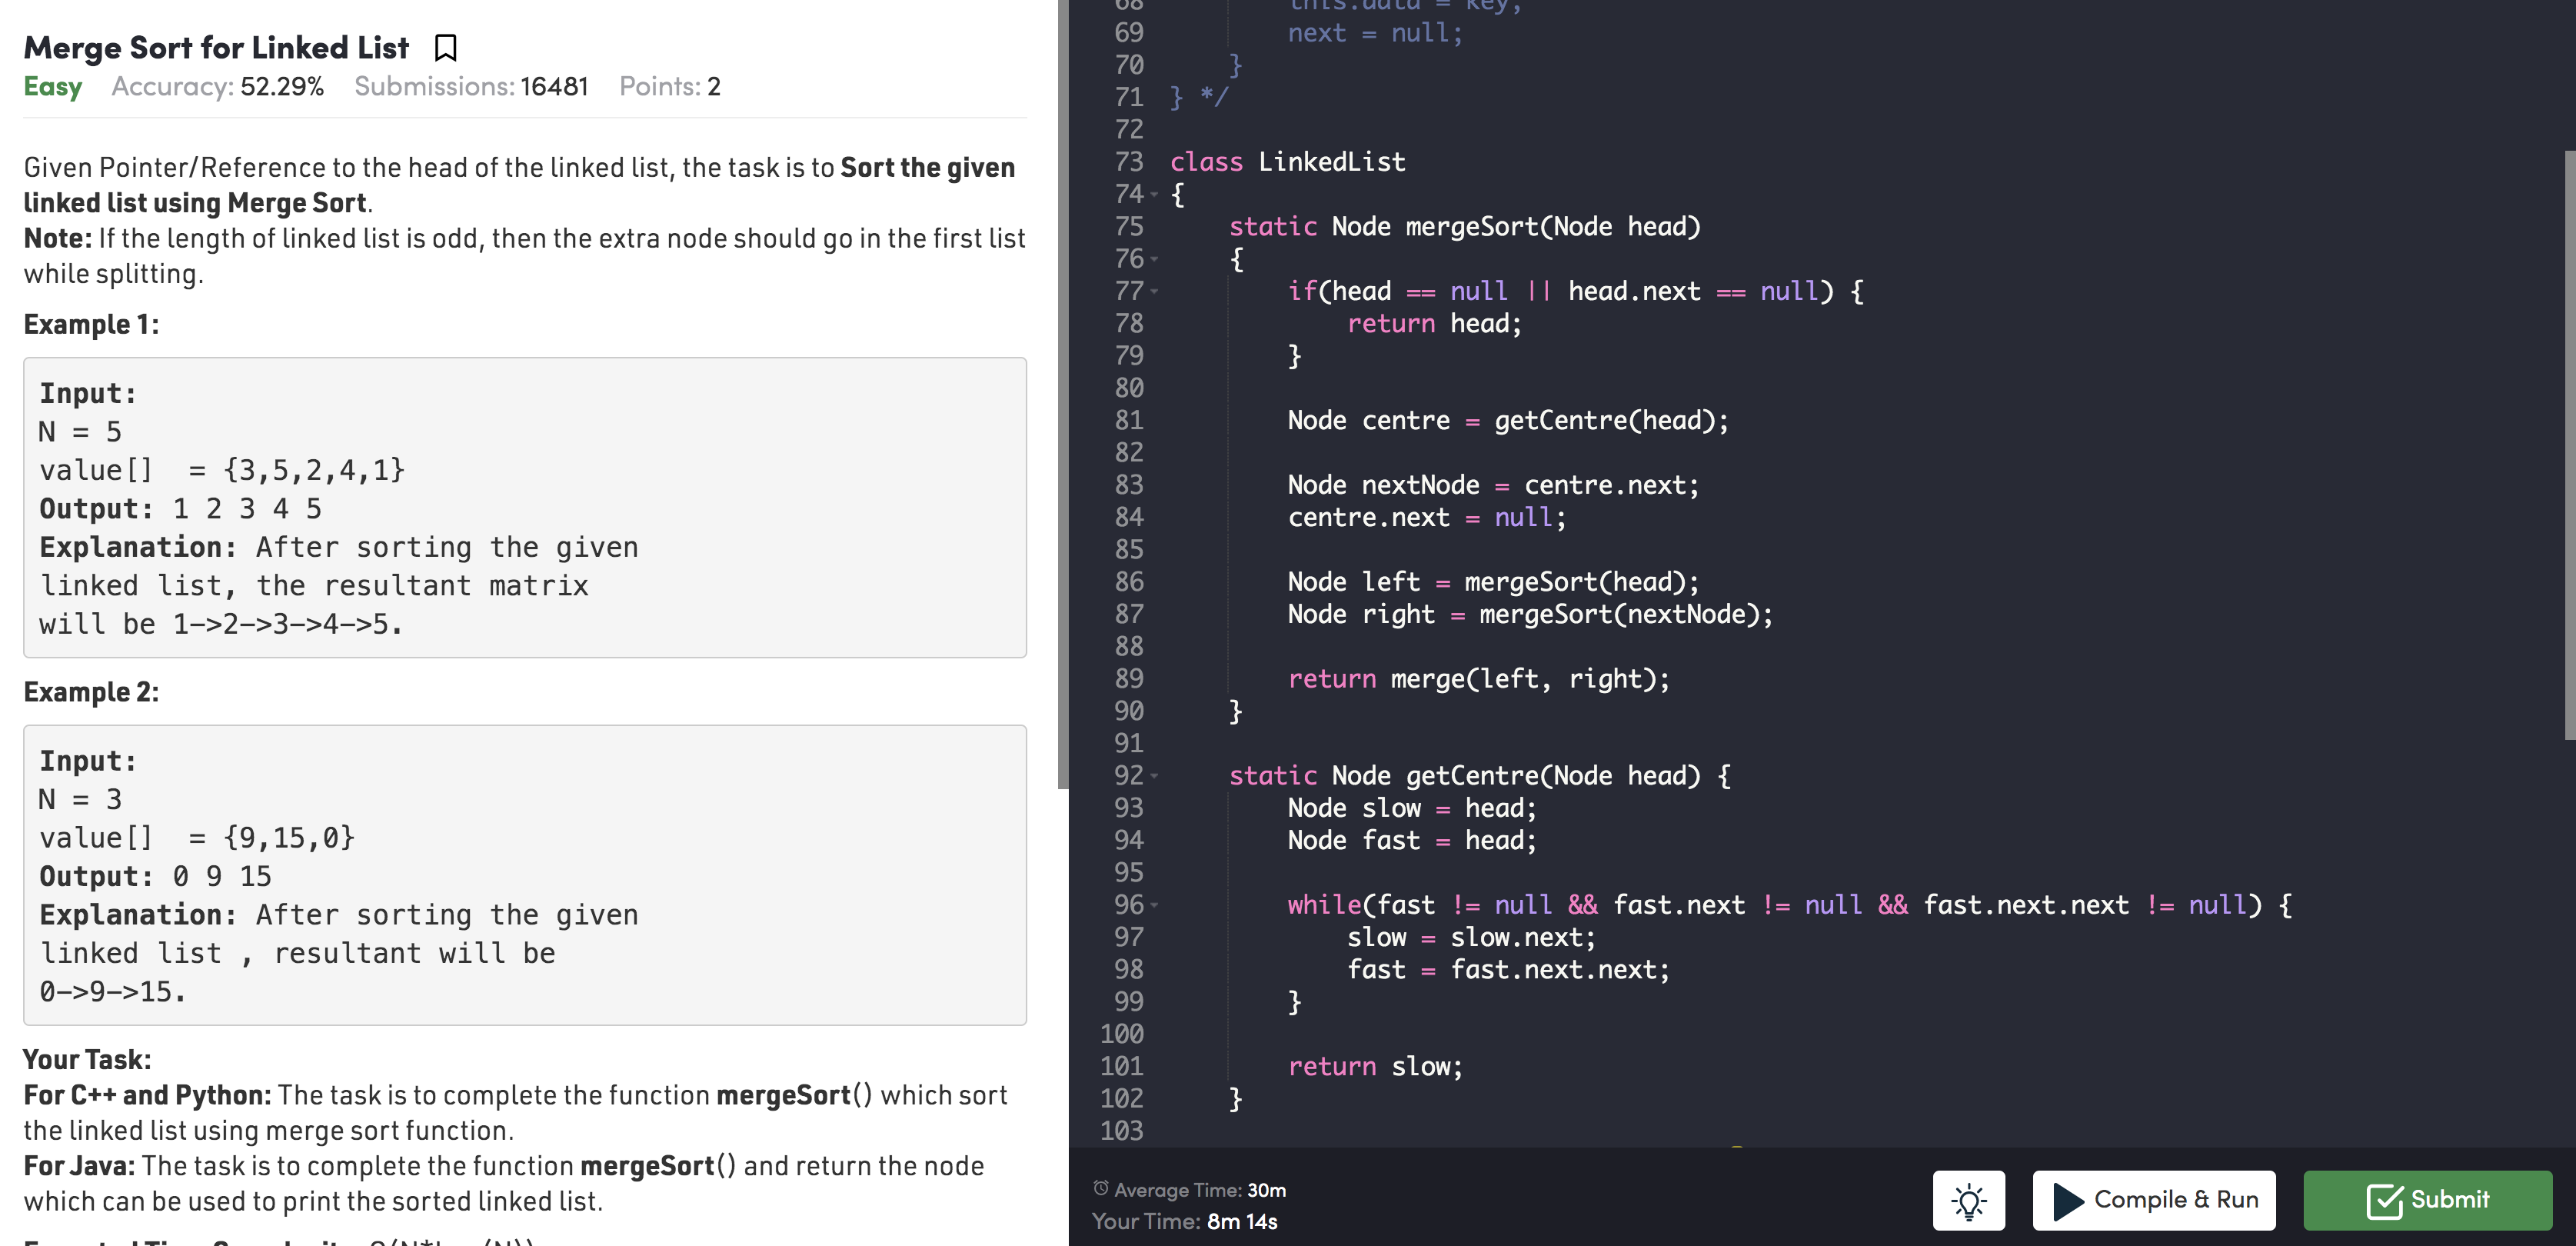 Merge Sort for Linked List
Easy Accuracy: 52.29% Submissions: 16481 Points: 2
Given Pointer/Reference to the head of the linked list, the task is to Sort the given
linked list using Merge Sort.
Note: If the length of linked list is odd, then the extra node should go in the first list
while splitting.
Example 1:
Input:
N = 5
value[]  = {3,5,2,4,1}
Output: 1 2 3 4 5
Explanation: After sorting the given
linked list, the resultant matrix
will be 1->2->3->4->5.
Example 2:
Input:
N = 3
value[]  = {9,15,0}
Output: 0 9 15
Explanation: After sorting the given
linked list , resultant will be
0->9->15.
Your Task:
For C++ and Python: The task is to complete the function mergeSort() which sort
the linked list using merge sort function.
For Java: The task is to complete the function mergeSort() and return the node
which can be used to print the sorted linked list.
68 this.data = key;
69 next = null;
70 }
71 } */
72
73 class LinkedList
74 {
75 static Node mergeSort(Node head)
76 {
77 if(head == null || head.next == null) {
78 return head;
79 }
80
81 Node centre = getCentre(head);
82
83 Node nextNode = centre.next;
84 centre.next = null;
85
86 Node left = mergeSort(head);
87 Node right = mergeSort(nextNode);
88
89 return merge(left, right);
90 }
91
92 static Node getCentre(Node head) {
93 Node slow = head;
94 Node fast = head;
95
96 while(fast != null && fast.next != null && fast.next.next != null) {
97 slow = slow.next;
98 fast = fast.next.next;
99 }
100
101 return slow;
102 }
103
Average Time: 30m
Your Time: 8m 14s
Compile & Run
Submit